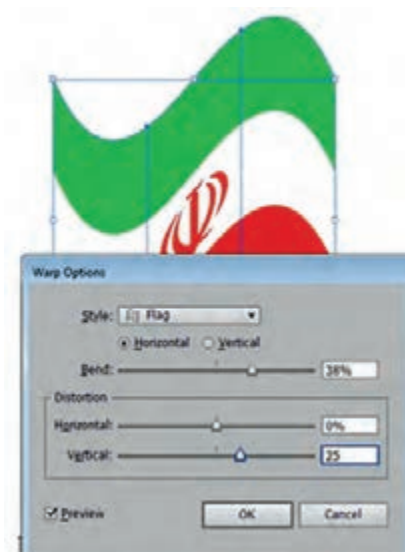 Warp Options
Style: Flag
Horizontal Vertical
Bend: 38%
Distortion
Horizontal: 0%
Vertical: 25
Preview OK Cancel